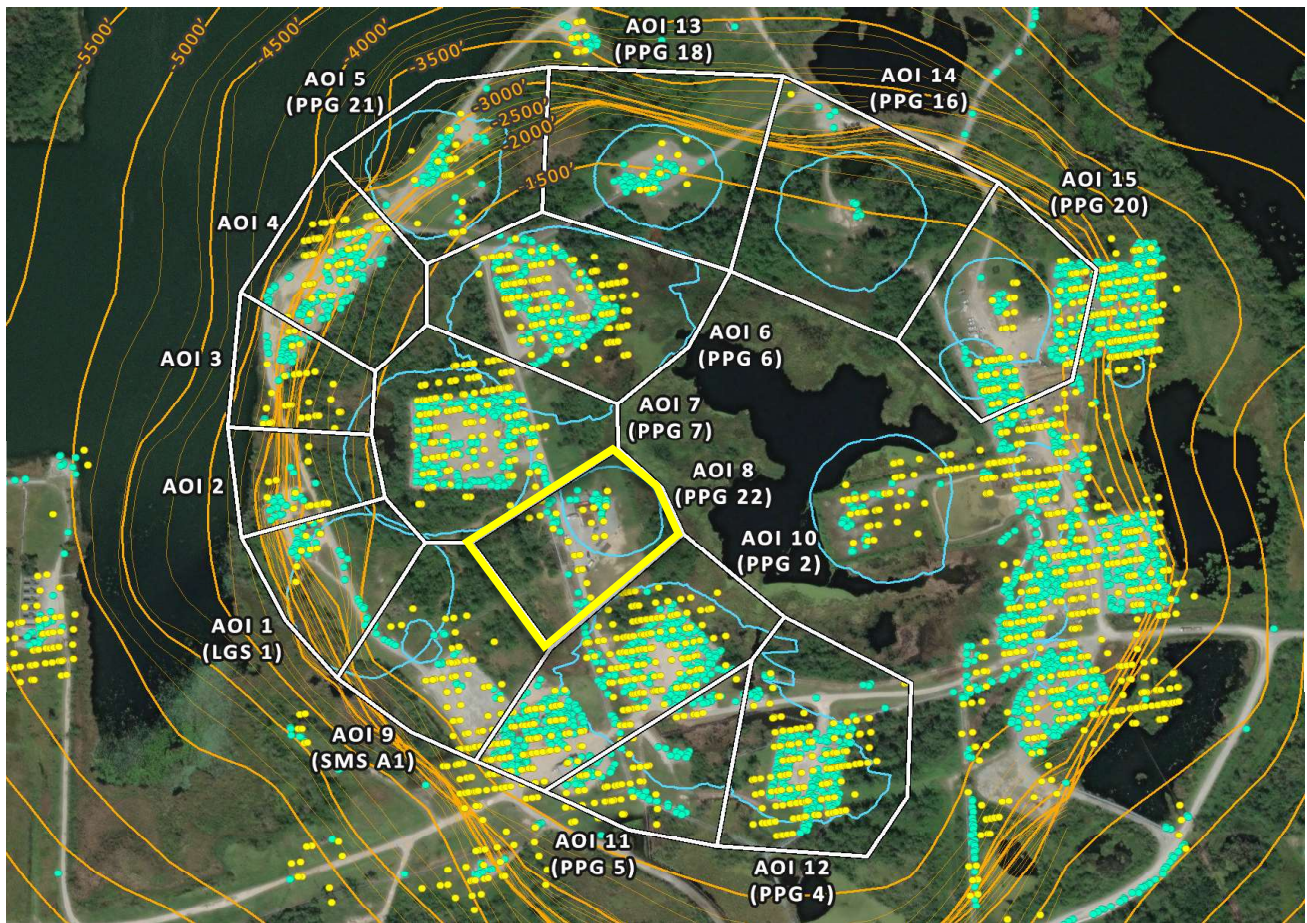 -5500'
-5000'
-4500'
-4000'
-3500'
-3000'
-2500'
-2000'
-1500'
AOI 13
(PPG 18)
AOI 5
(PPG 21)
AOI 14
(PPG 16)
AOI 15
(PPG 20)
AOI 4
AOI 3
AOI 6
(PPG 6)
AOI 7
(PPG 7)
AOI 2
AOI 8
(PPG 22)
AOI 10
(PPG 2)
AOI 1
(LGS 1)
AOI 9
(SMS A1)
AOI 11
(PPG 5)
AOI 12
(PPG 4)